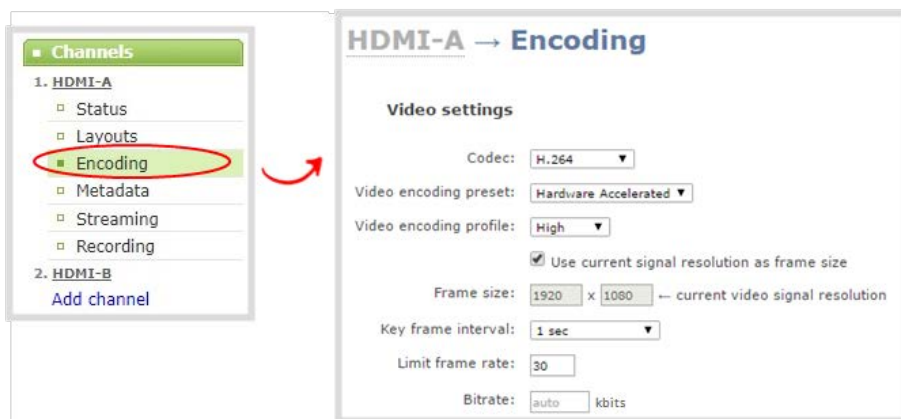 Channels
1. HDMI-A
Status
Layouts
Encoding
Metadata
Streaming
Recording
2. HDMI-B
Add channel
HDMI-A → Encoding
Video settings
Codec: H.264
Video encoding preset: Hardware Accelerated
Video encoding profile: High
Use current signal resolution as frame size
Frame size: 1920 x 1080 ← current video signal resolution
Key frame interval: 1 sec
Limit frame rate: 30
Bitrate: auto kbits